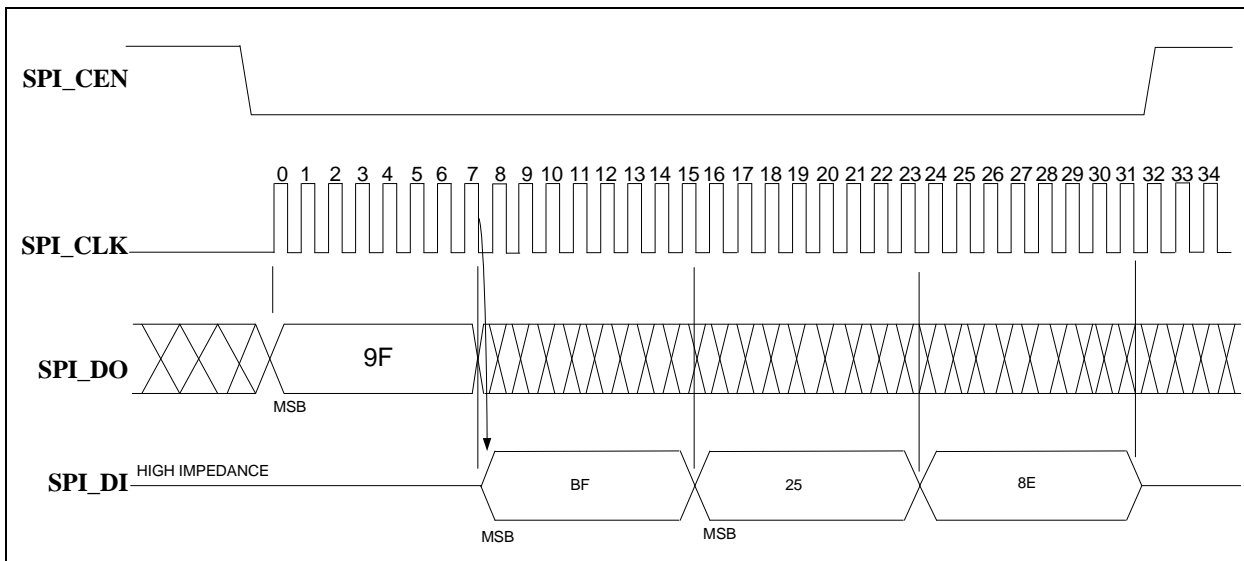 SPI_CEN
0 1 2 3 4 5 6 7 8 9 10 11 12 13 14 15 16 17 18 19 20 21 22 23 24 25 26 27 28 29 30 31 32 33 34
SPI_CLK
SPI_DO
9F
MSB
SPI_DI
HIGH IMPEDANCE
BF
25
8E
MSB
MSB